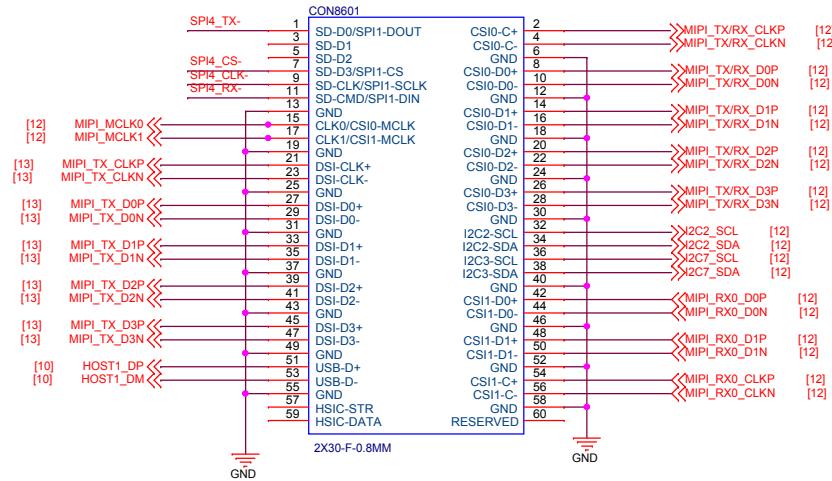 CON8601
SPI4_TX- 1 SD-D0/SPI1-DOUT CSI0-C+ 2 MIPI_TX/RX_CLKP [12]
3 SD-D1 CSI0-C- 4 MIPI_TX/RX_CLKN [12]
5 SD-D2 GND 6
SPI4_CS- 7 SD-D3/SPI1-CS CSI0-D0+ 8 MIPI_TX/RX_D0P [12]
SPI4_CLK- 9 SD-CLK/SPI1-SCLK CSI0-D0- 10 MIPI_TX/RX_D0N [12]
SPI4_RX- 11 SD-CMD/SPI1-DIN GND 12
13 GND CSI0-D1+ 14 MIPI_TX/RX_D1P [12]
[12] MIPI_MCLK0 15 CLK0/CSI0-MCLK CSI0-D1- 16 MIPI_TX/RX_D1N [12]
[12] MIPI_MCLK1 17 CLK1/CSI1-MCLK GND 18
19 GND CSI0-D2+ 20 MIPI_TX/RX_D2P [12]
[13] MIPI_TX_CLKP 21 DSI-CLK+ CSI0-D2- 22 MIPI_TX/RX_D2N [12]
[13] MIPI_TX_CLKN 23 DSI-CLK- GND 24
25 GND CSI0-D3+ 26 MIPI_TX/RX_D3P [12]
[13] MIPI_TX_D0P 27 DSI-D0+ CSI0-D3- 28 MIPI_TX/RX_D3N [12]
[13] MIPI_TX_D0N 29 DSI-D0- GND 30
31 GND I2C2-SCL 32 I2C2_SCL [12]
[13] MIPI_TX_D1P 33 DSI-D1+ I2C2-SDA 34 I2C2_SDA [12]
[13] MIPI_TX_D1N 35 DSI-D1- I2C3-SCL 36 I2C7_SCL [12]
37 GND I2C3-SDA 38 I2C7_SDA [12]
[13] MIPI_TX_D2P 39 DSI-D2+ GND 40
[13] MIPI_TX_D2N 41 DSI-D2- CSI1-D0+ 42 MIPI_RX0_D0P [12]
43 GND CSI1-D0- 44 MIPI_RX0_D0N [12]
[13] MIPI_TX_D3P 45 DSI-D3+ GND 46
[13] MIPI_TX_D3N 47 DSI-D3- CSI1-D1+ 48 MIPI_RX0_D1P [12]
49 GND CSI1-D1- 50 MIPI_RX0_D1N [12]
[10] HOST1_DP 51 USB-D+ GND 52
[10] HOST1_DM 53 USB-D- CSI1-C+ 54 MIPI_RX0_CLKP [12]
55 GND CSI1-C- 56 MIPI_RX0_CLKN [12]
57 HSIC-STR GND 58
59 HSIC-DATA RESERVED 60
2X30-F-0.8MM
GND GND